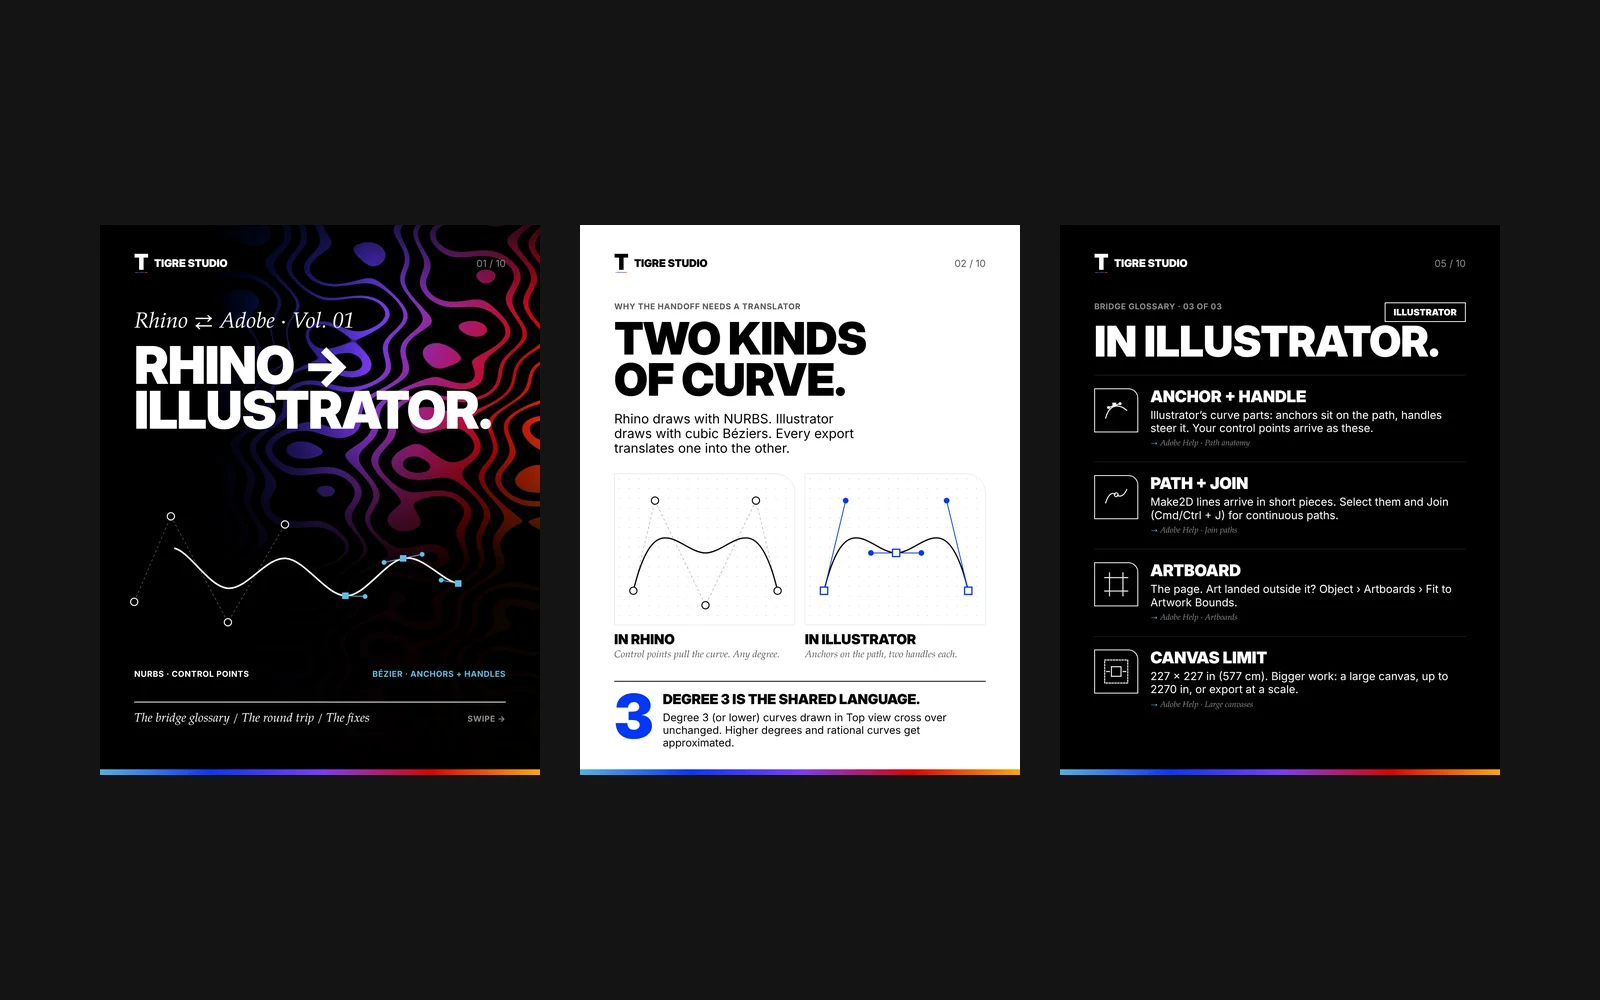 TIGRE STUDIO
01 / 10
Rhino ⇄ Adobe · Vol. 01
RHINO →
ILLUSTRATOR.
NURBS · CONTROL POINTS
BÉZIER · ANCHORS + HANDLES
The bridge glossary / The round trip / The fixes
SWIPE →
TIGRE STUDIO
02 / 10
WHY THE HANDOFF NEEDS A TRANSLATOR
TWO KINDS
OF CURVE.
Rhino draws with NURBS. Illustrator
draws with cubic Béziers. Every export
translates one into the other.
IN RHINO
Control points pull the curve. Any degree.
IN ILLUSTRATOR
Anchors on the path, two handles each.
3
DEGREE 3 IS THE SHARED LANGUAGE.
Degree 3 (or lower) curves drawn in Top view cross over
unchanged. Higher degrees and rational curves get
approximated.
TIGRE STUDIO
05 / 10
BRIDGE GLOSSARY · 03 OF 03
ILLUSTRATOR
IN ILLUSTRATOR.
ANCHOR + HANDLE
Illustrator’s curve parts: anchors sit on the path, handles
steer it. Your control points arrive as these.
→ Adobe Help · Path anatomy
PATH + JOIN
Make2D lines arrive in short pieces. Select them and Join
(Cmd/Ctrl + J) for continuous paths.
→ Adobe Help · Join paths
ARTBOARD
The page. Art landed outside it? Object › Artboards › Fit to
Artwork Bounds.
→ Adobe Help · Artboards
CANVAS LIMIT
227 × 227 in (577 cm). Bigger work: a large canvas, up to
2270 in, or export at a scale.
→ Adobe Help · Large canvases